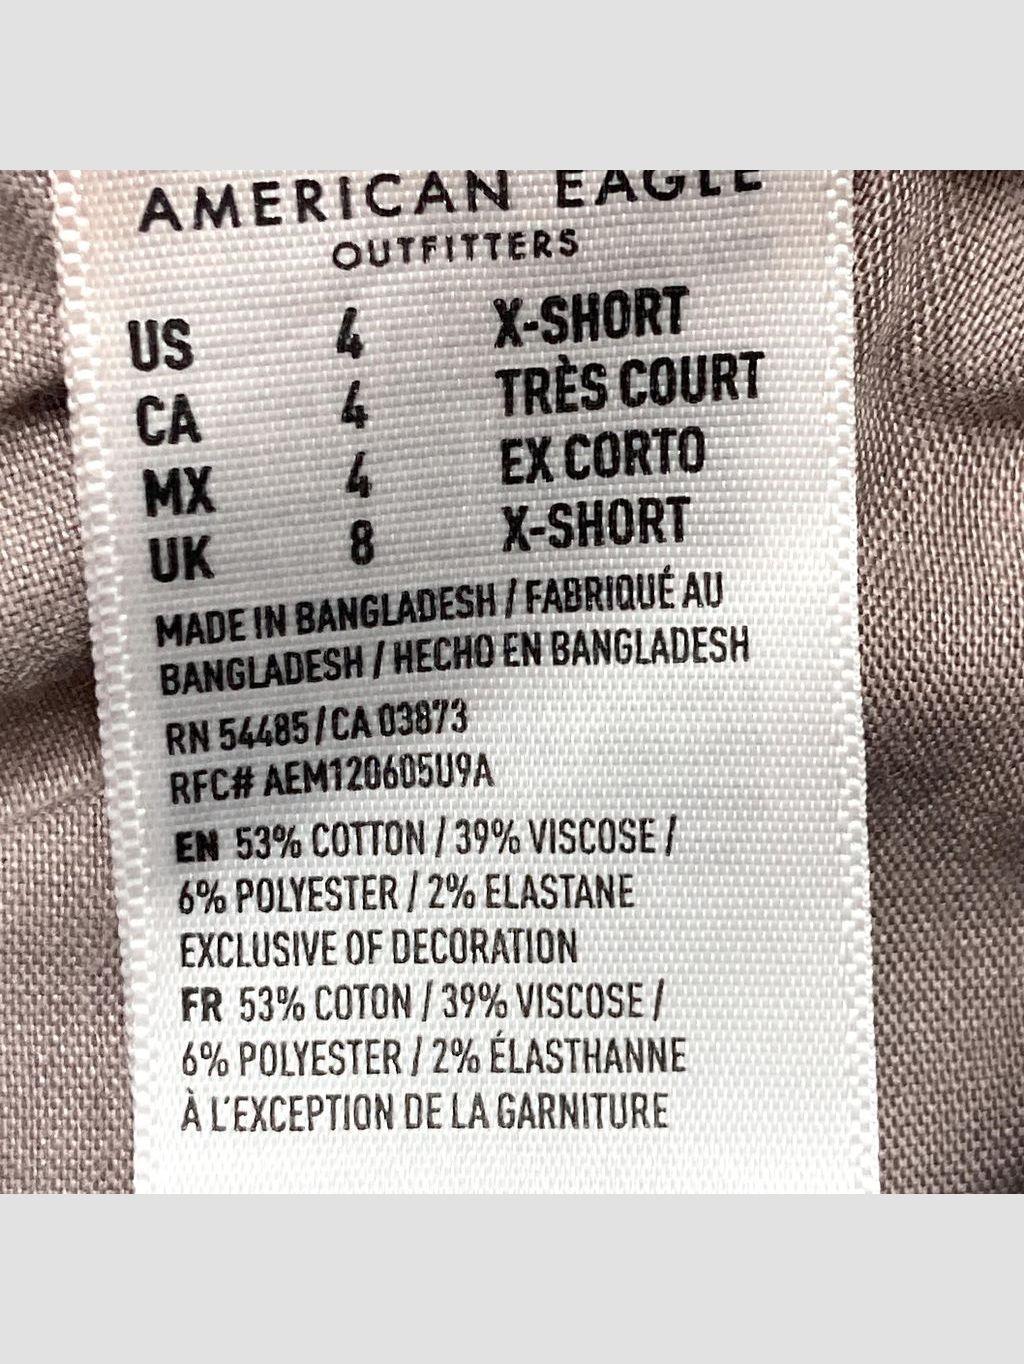 AMERICAN EAGLE
OUTFITTERS
US 4 X-SHORT
CA 4 TRÈS COURT
MX 4 EX CORTO
UK 8 X-SHORT
MADE IN BANGLADESH / FABRIQUÉ AU
BANGLADESH / HECHO EN BANGLADESH
RN 54485 / CA 03873
RFC# AEM120605U9A
EN 53% COTTON / 39% VISCOSE /
6% POLYESTER / 2% ELASTANE
EXCLUSIVE OF DECORATION
FR 53% COTON / 39% VISCOSE /
6% POLYESTER / 2% ÉLASTHANNE
À L'EXCEPTION DE LA GARNITURE